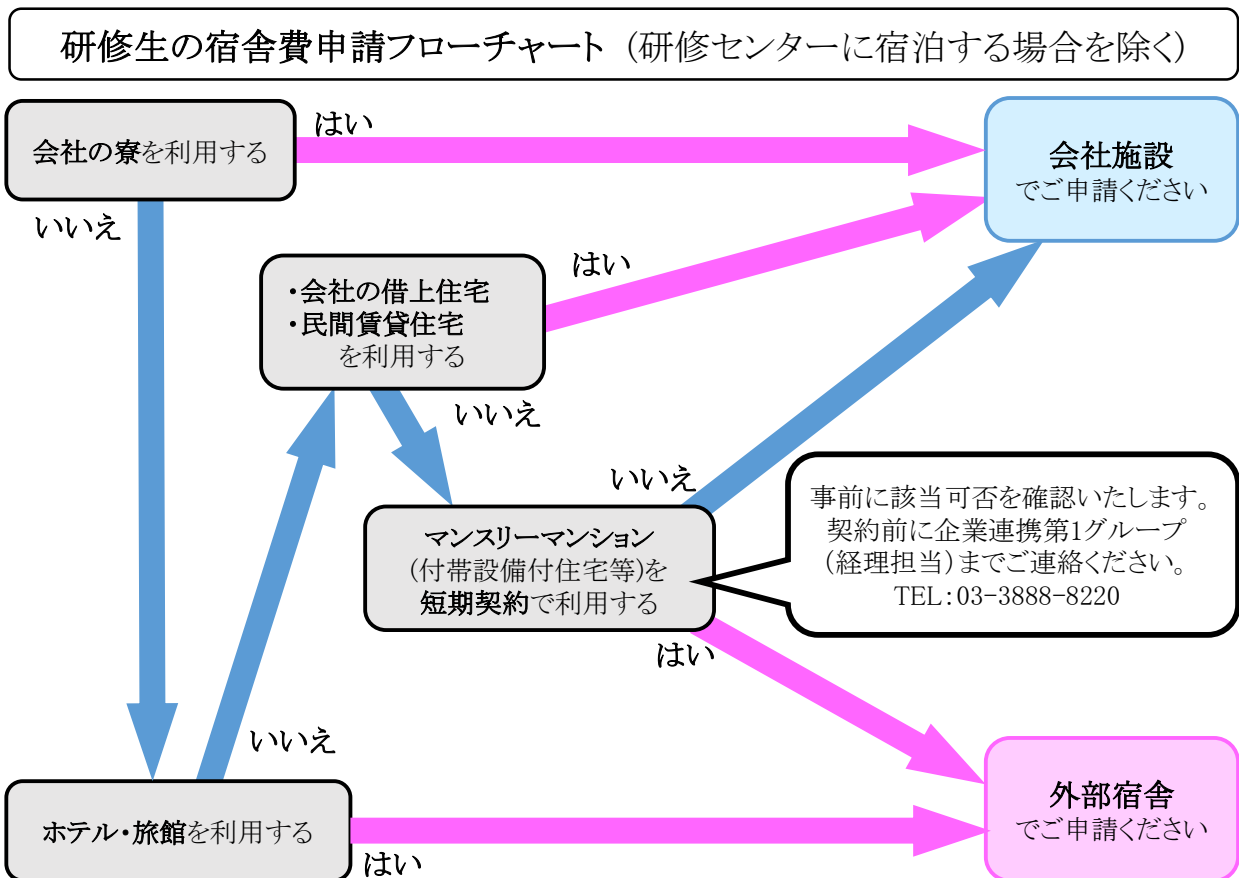 研修生の宿舎費申請フローチャート (研修センターに宿泊する場合を除く)
会社の寮を利用する
はい
会社施設
でご申請ください
いいえ
・会社の借上住宅
・民間賃貸住宅
を利用する
はい
いいえ
マンスリーマンション
(付帯設備付住宅等)を
短期契約で利用する
いいえ
事前に該当可否を確認いたします。
契約前に企業連携第1グループ
(経理担当)までご連絡ください。
TEL:03-3888-8220
はい
いいえ
ホテル・旅館を利用する
はい
外部宿舎
でご申請ください